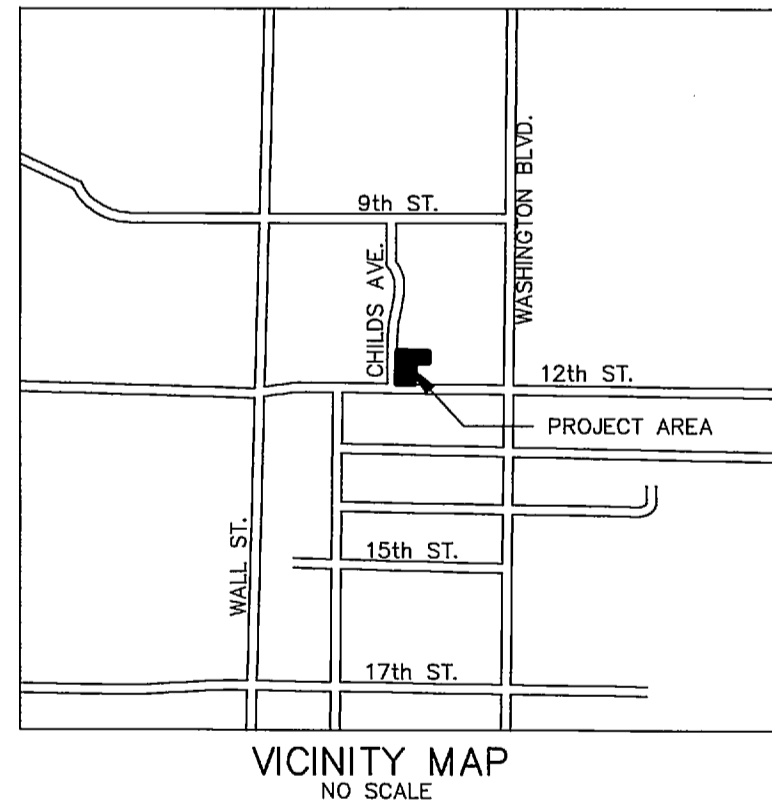 9th ST.
WASHINGTON BLVD.
CHILDS AVE.
12th ST.
PROJECT AREA
15th ST.
WALL ST.
17th ST.
VICINITY MAP
NO SCALE